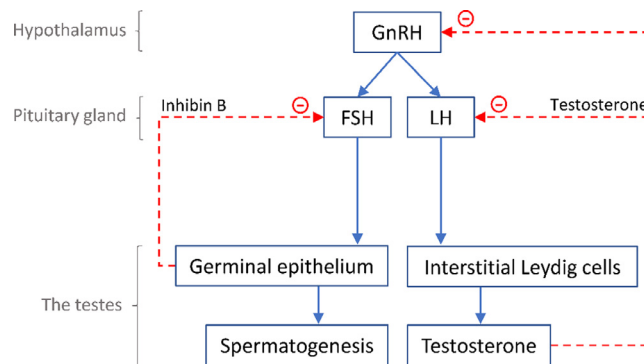 Hypothalamus
GnRH
Inhibin B
Testosterone
Pituitary gland
FSH
LH
Germinal epithelium
Interstitial Leydig cells
The testes
Spermatogenesis
Testosterone